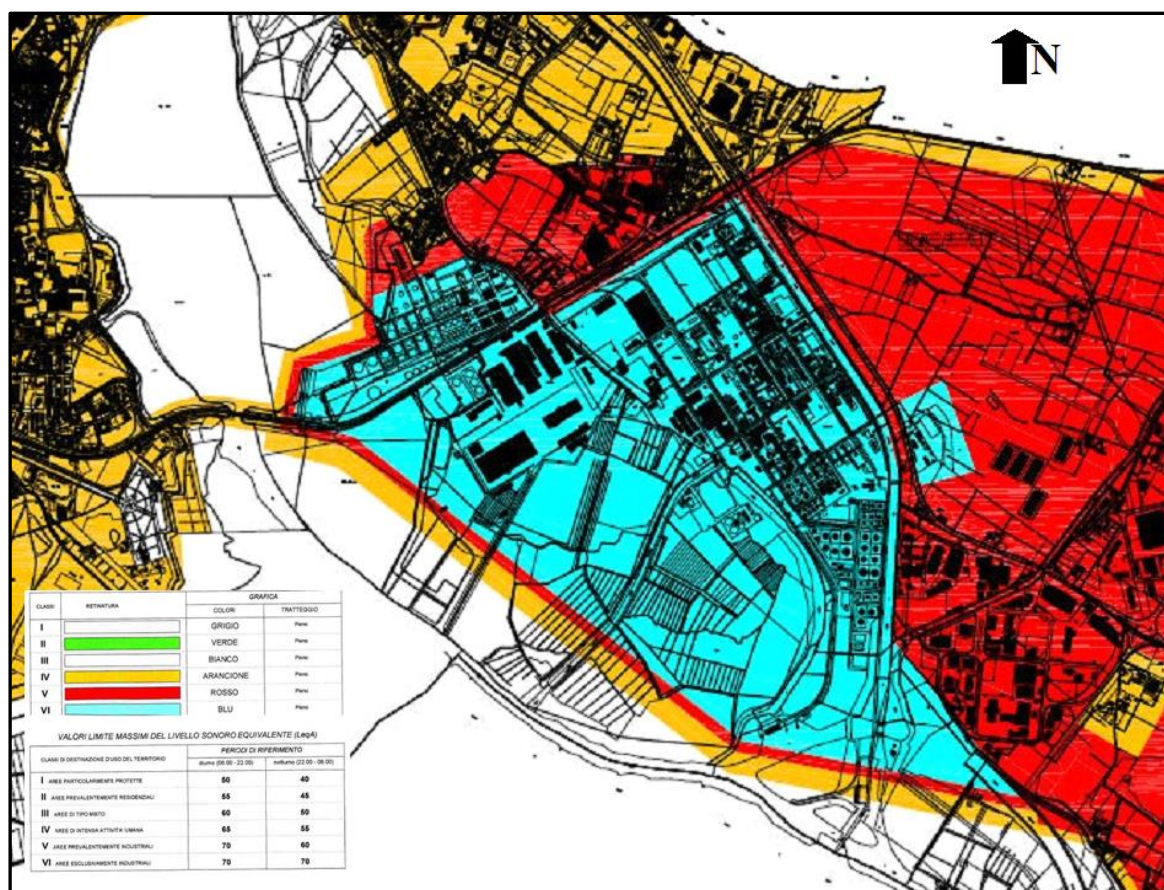 N
GRAFICA
CLASSI RETINATURA COLORI TRATTEGGIO
I GRIGIO Pieno
II VERDE Pieno
III BIANCO Pieno
IV ARANCIONE Pieno
V ROSSO Pieno
VI BLU Pieno
VALORI LIMITE MASSIMI DEL LIVELLO SONORO EQUIVALENTE (LeqA)
PERIODI DI RIFERIMENTO
CLASSI DI DESTINAZIONE D'USO DEL TERRITORIO diurno (06.00 - 22.00) notturno (22.00 - 06.00)
I AREE PARTICOLARMENTE PROTETTE 50 40
II AREE PREVALENTEMENTE RESIDENZIALI 55 45
III AREE DI TIPO MISTO 60 50
IV AREE DI INTENSA ATTIVITA' UMANA 65 55
V AREE PREVALENTEMENTE INDUSTRIALI 70 60
VI AREE ESCLUSIVAMENTE INDUSTRIALI 70 70